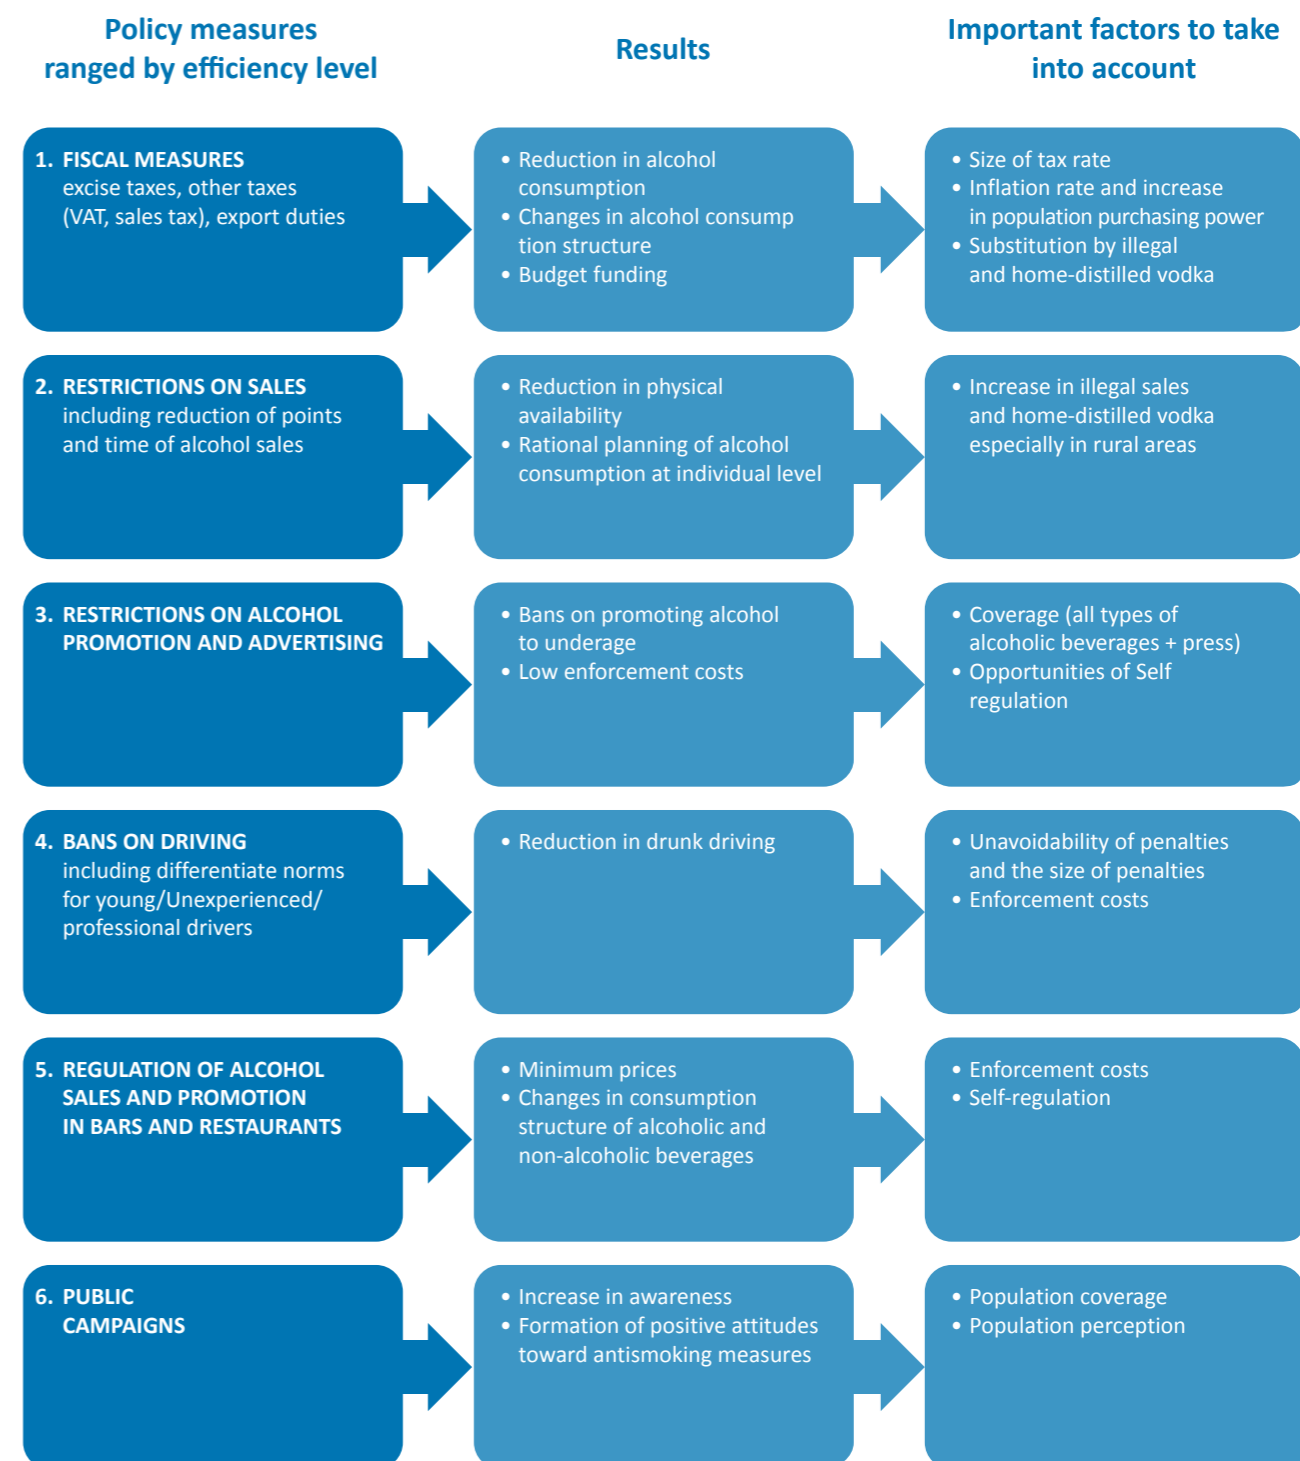 Policy measures
ranged by efficiency level
Results
Important factors to take
into account
1. FISCAL MEASURES
excise taxes, other taxes
(VAT, sales tax), export duties
• Reduction in alcohol
consumption
• Changes in alcohol consump
tion structure
• Budget funding
• Size of tax rate
• Inflation rate and increase
in population purchasing power
• Substitution by illegal
and home-distilled vodka
2. RESTRICTIONS ON SALES
including reduction of points
and time of alcohol sales
• Reduction in physical
availability
• Rational planning of alcohol
consumption at individual level
• Increase in illegal sales
and home-distilled vodka
especially in rural areas
3. RESTRICTIONS ON ALCOHOL
PROMOTION AND ADVERTISING
• Bans on promoting alcohol
to underage
• Low enforcement costs
• Coverage (all types of
alcoholic beverages + press)
• Opportunities of Self
regulation
4. BANS ON DRIVING
including differentiate norms
for young/Unexperienced/
professional drivers
• Reduction in drunk driving
• Unavoidability of penalties
and the size of penalties
• Enforcement costs
5. REGULATION OF ALCOHOL
SALES AND PROMOTION
IN BARS AND RESTAURANTS
• Minimum prices
• Changes in consumption
structure of alcoholic and
non-alcoholic beverages
• Enforcement costs
• Self-regulation
6. PUBLIC
CAMPAIGNS
• Increase in awareness
• Formation of positive attitudes
toward antismoking measures
• Population coverage
• Population perception